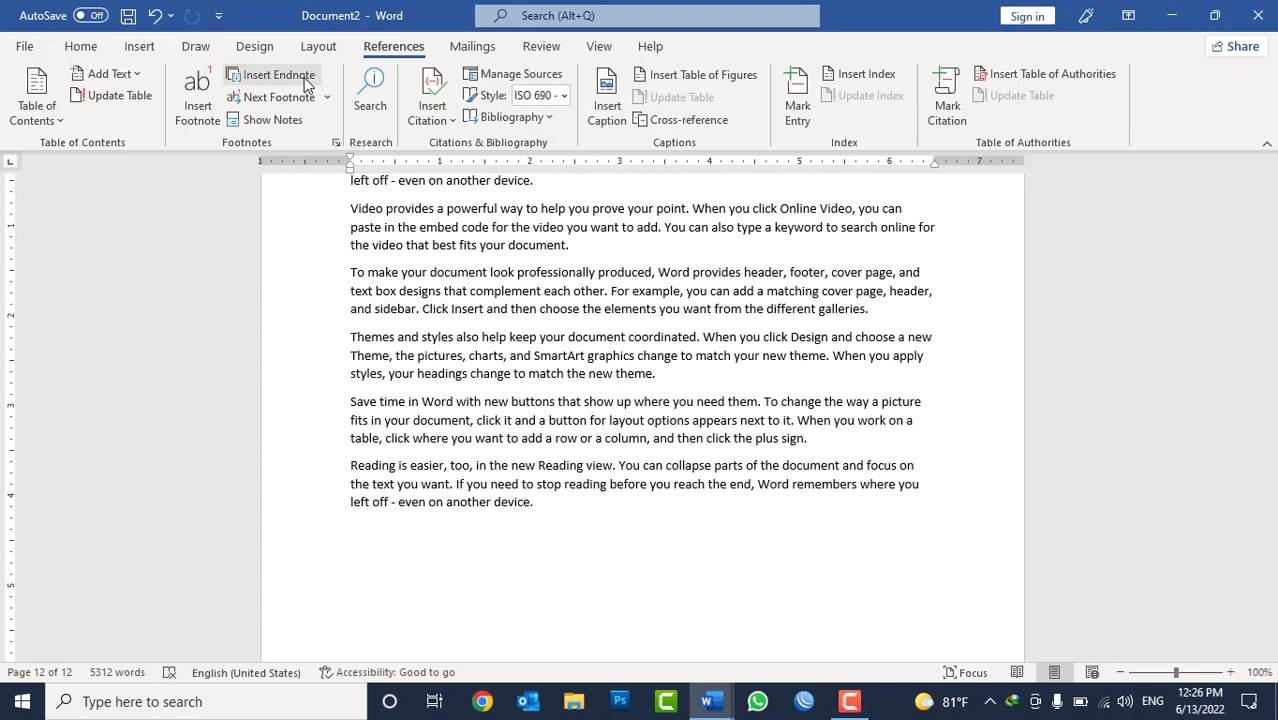 AutoSave Off Document2 - Word Search (Alt+Q) Sign in
File Home Insert Draw Design Layout References Mailings Review View Help Share
Table of Contents
Add Text
Update Table
Table of Contents
ab 1
Insert Footnote
Insert Endnote
Next Footnote
Show Notes
Footnotes
Search
Research
Insert Citation
Manage Sources
Style: ISO 690 -
Bibliography
Citations & Bibliography
Insert Caption
Insert Table of Figures
Update Table
Cross-reference
Captions
Mark Entry
Insert Index
Update Index
Index
Mark Citation
Insert Table of Authorities
Update Table
Table of Authorities
1 1 2 3 4 5 6 7
left off - even on another device.
Video provides a powerful way to help you prove your point. When you click Online Video, you can
paste in the embed code for the video you want to add. You can also type a keyword to search online for
the video that best fits your document.
To make your document look professionally produced, Word provides header, footer, cover page, and
text box designs that complement each other. For example, you can add a matching cover page, header,
and sidebar. Click Insert and then choose the elements you want from the different galleries.
Themes and styles also help keep your document coordinated. When you click Design and choose a new
Theme, the pictures, charts, and SmartArt graphics change to match your new theme. When you apply
styles, your headings change to match the new theme.
Save time in Word with new buttons that show up where you need them. To change the way a picture
fits in your document, click it and a button for layout options appears next to it. When you work on a
table, click where you want to add a row or a column, and then click the plus sign.
Reading is easier, too, in the new Reading view. You can collapse parts of the document and focus on
the text you want. If you need to stop reading before you reach the end, Word remembers where you
left off - even on another device.
1
2
3
4
5
Page 12 of 12 5312 words English (United States) Accessibility: Good to go Focus 100%
Type here to search 81°F ENG 12:26 PM
6/13/2022